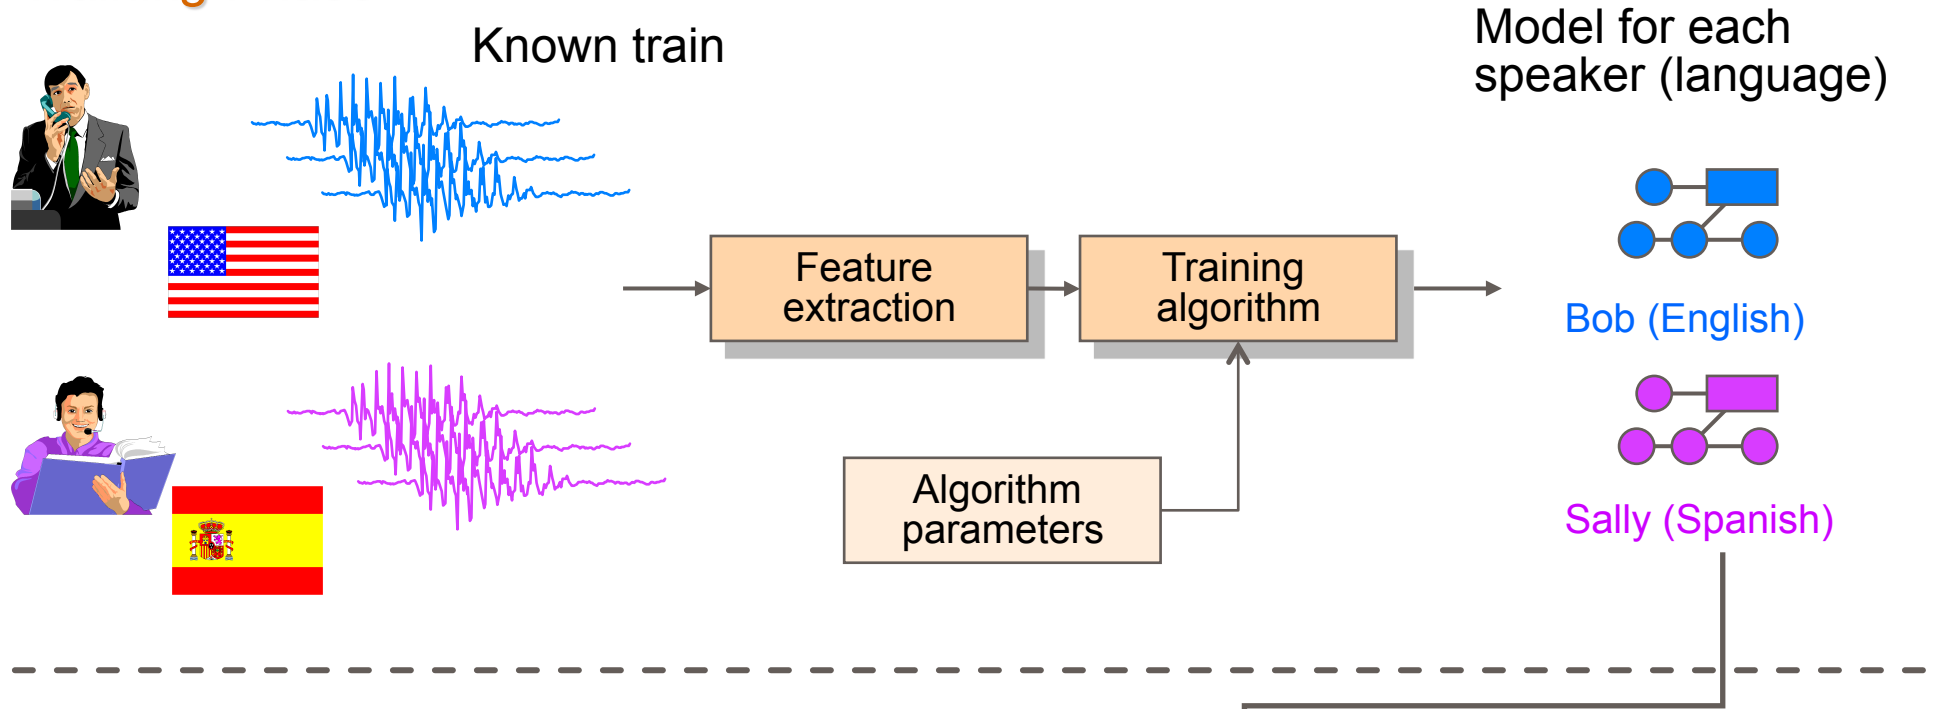 Known train
Model for each
speaker (language)
Feature
extraction
Training
algorithm
Bob (English)
Algorithm
parameters
Sally (Spanish)